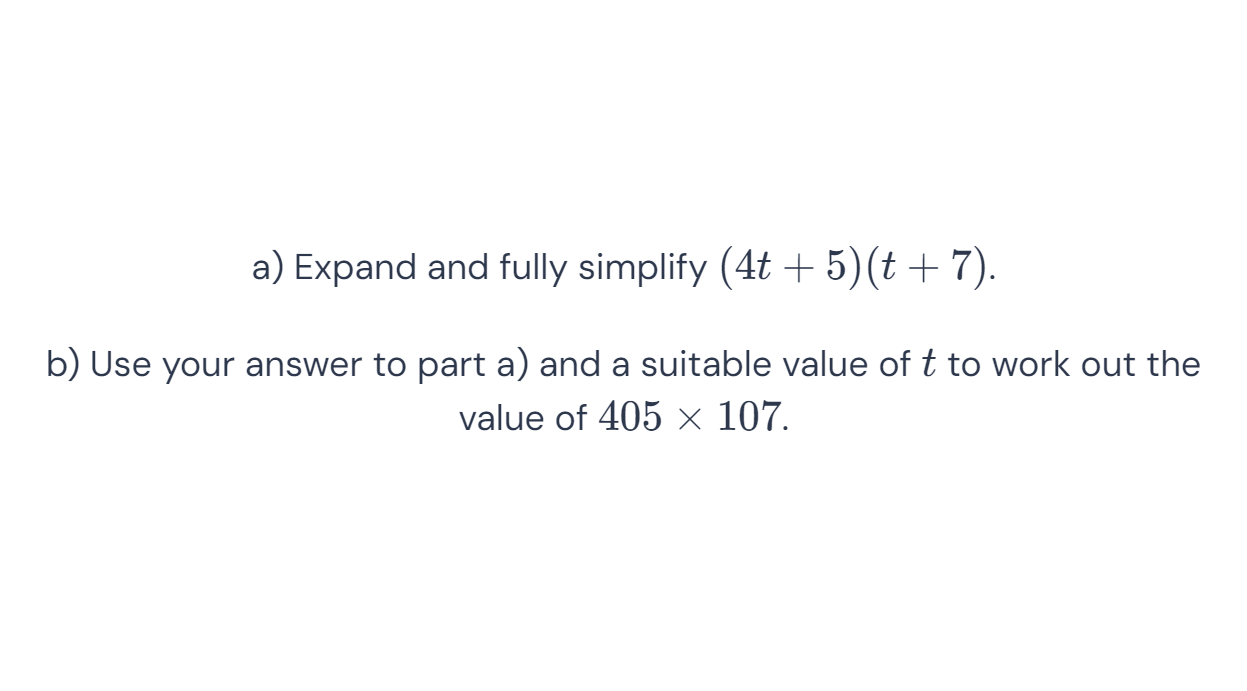 a) Expand and fully simplify (4t + 5)(t + 7).
b) Use your answer to part a) and a suitable value of t to work out the
value of 405 × 107.